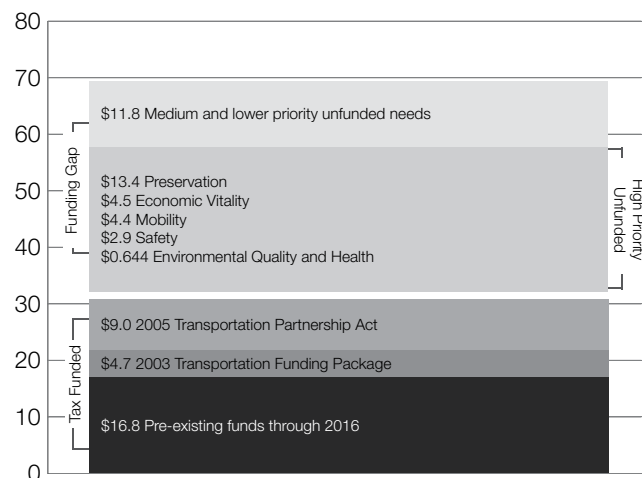 80
70
60
50
40
30
20
10
0
Funding Gap
Tax Funded
$11.8 Medium and lower priority unfunded needs
$13.4 Preservation
$4.5 Economic Vitality
$4.4 Mobility
$2.9 Safety
$0.644 Environmental Quality and Health
$9.0 2005 Transportation Partnership Act
$4.7 2003 Transportation Funding Package
$16.8 Pre-existing funds through 2016
High Priority
Unfunded